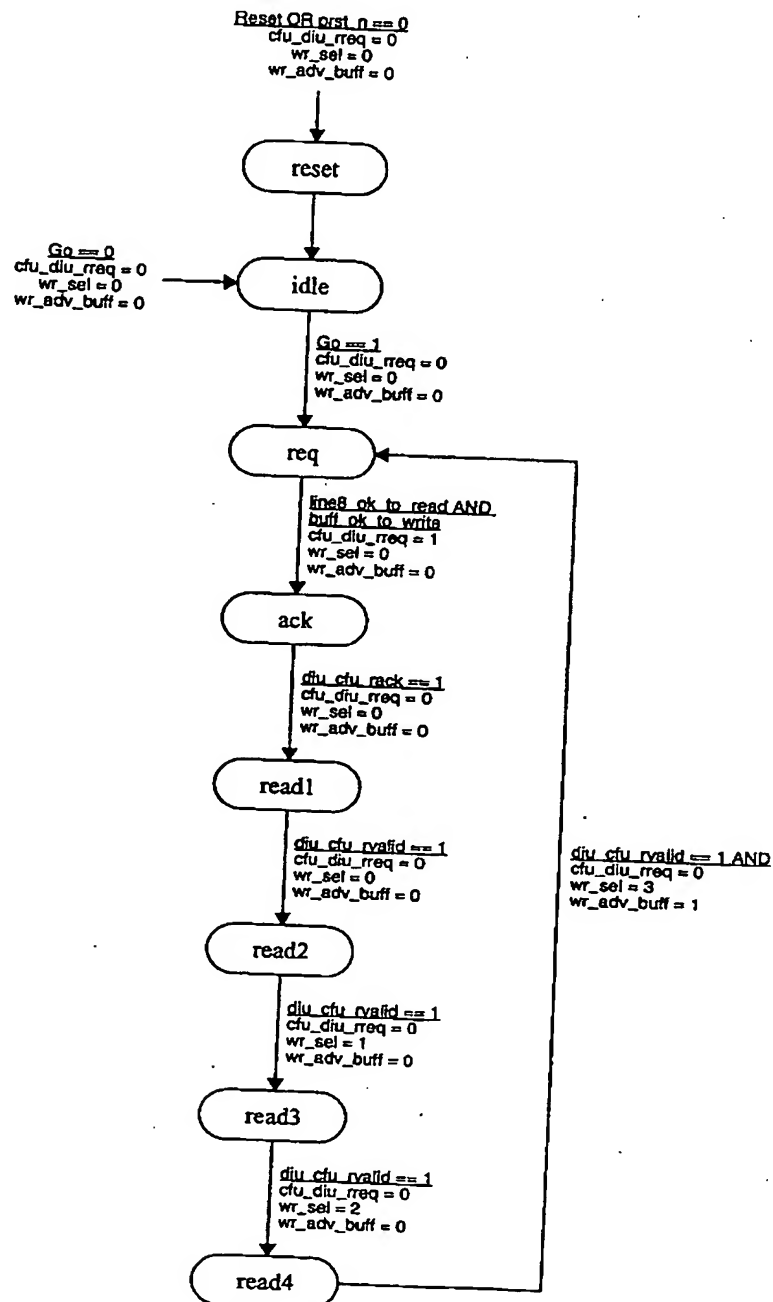 Reset OR prst_n == 0
cfu_diu_rreq = 0
wr_sel = 0
wr_adv_buff = 0
reset
Go == 0
cfu_diu_rreq = 0
wr_sel = 0
wr_adv_buff = 0
idle
Go == 1
cfu_diu_rreq = 0
wr_sel = 0
wr_adv_buff = 0
req
line8_ok_to_read AND
buff_ok_to_write
cfu_diu_rreq = 1
wr_sel = 0
wr_adv_buff = 0
ack
diu_cfu_rack == 1
cfu_diu_rreq = 0
wr_sel = 0
wr_adv_buff = 0
read1
diu_cfu_rvalid == 1
cfu_diu_rreq = 0
wr_sel = 0
wr_adv_buff = 0
diu_cfu_rvalid == 1 AND
cfu_diu_rreq = 0
wr_sel = 3
wr_adv_buff = 1
read2
diu_cfu_rvalid == 1
cfu_diu_rreq = 0
wr_sel = 1
wr_adv_buff = 0
read3
diu_cfu_rvalid == 1
cfu_diu_rreq = 0
wr_sel = 2
wr_adv_buff = 0
read4